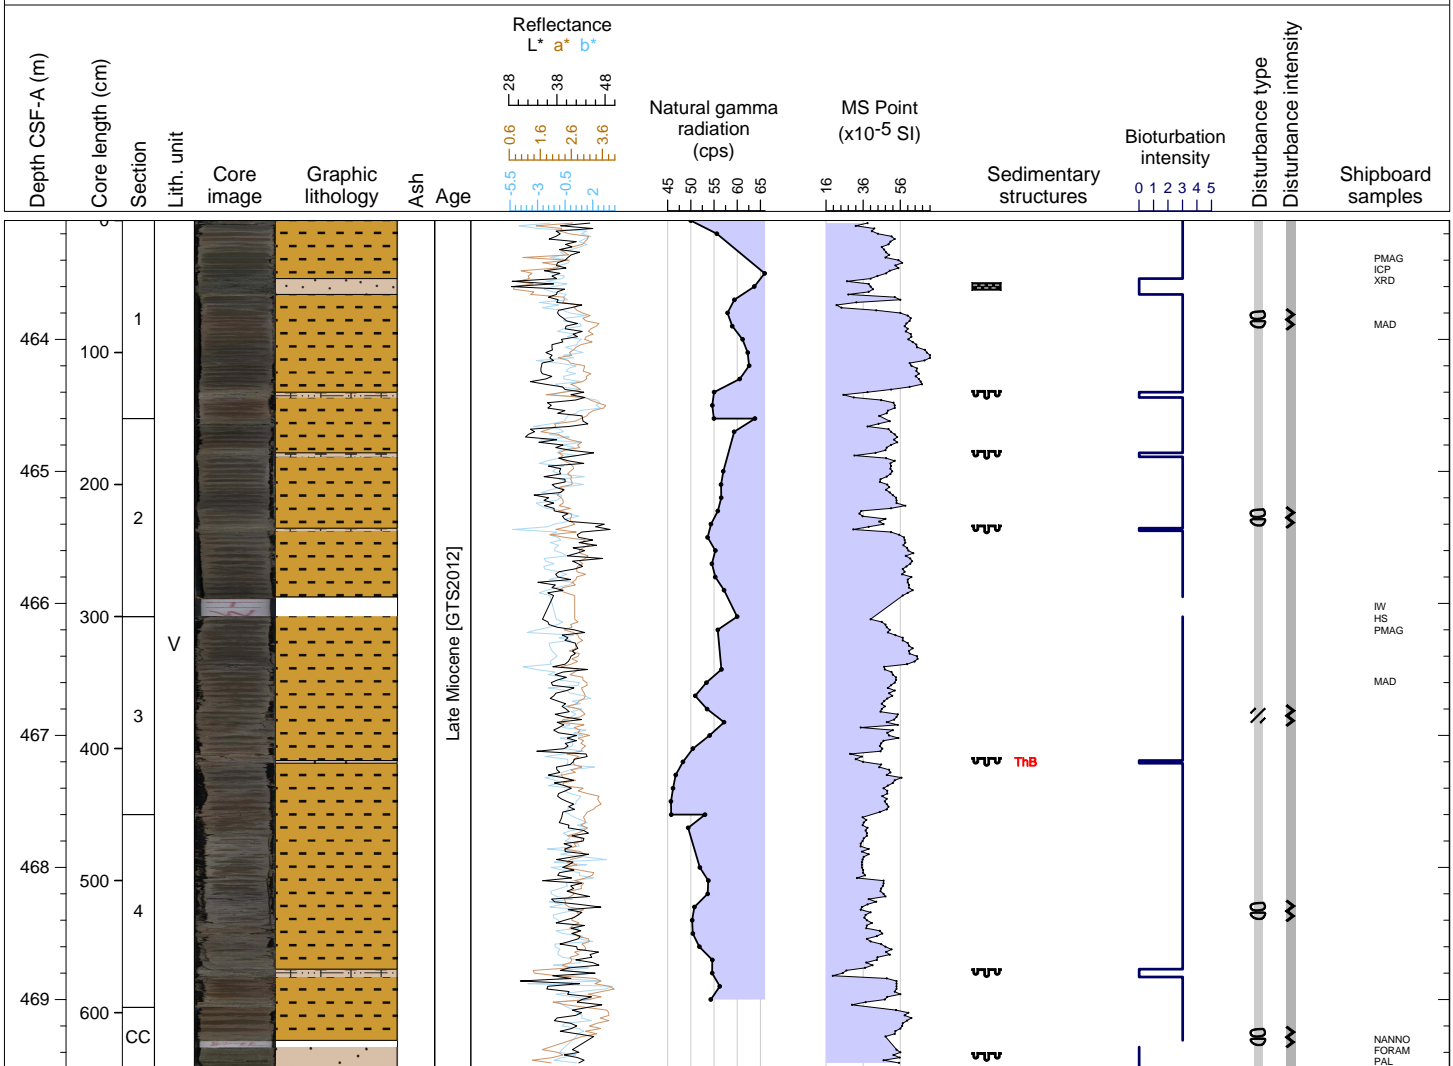 Depth CSF-A (m)
Core length (cm)
Section
Lith. unit
Core
image
Graphic
lithology
Ash
Age
Reflectance
L* a* b*
28 38 48
0.6 1.6 2.6 3.6
-5.5 -3 -0.5 2
Natural gamma
radiation
(cps)
45 50 55 60 65
MS Point
(x10-5 SI)
16 36 56
Sedimentary
structures
Bioturbation
intensity
0 1 2 3 4 5
Disturbance type
Disturbance intensity
Shipboard
samples
0
PMAG
ICP
XRD
1
MAD
464
100
465
200
2
466
300
IW
HS
PMAG
V
Late Miocene [GTS2012]
MAD
3
467
400
ThB
468
500
4
469
600
CC
NANNO
FORAM
PAL